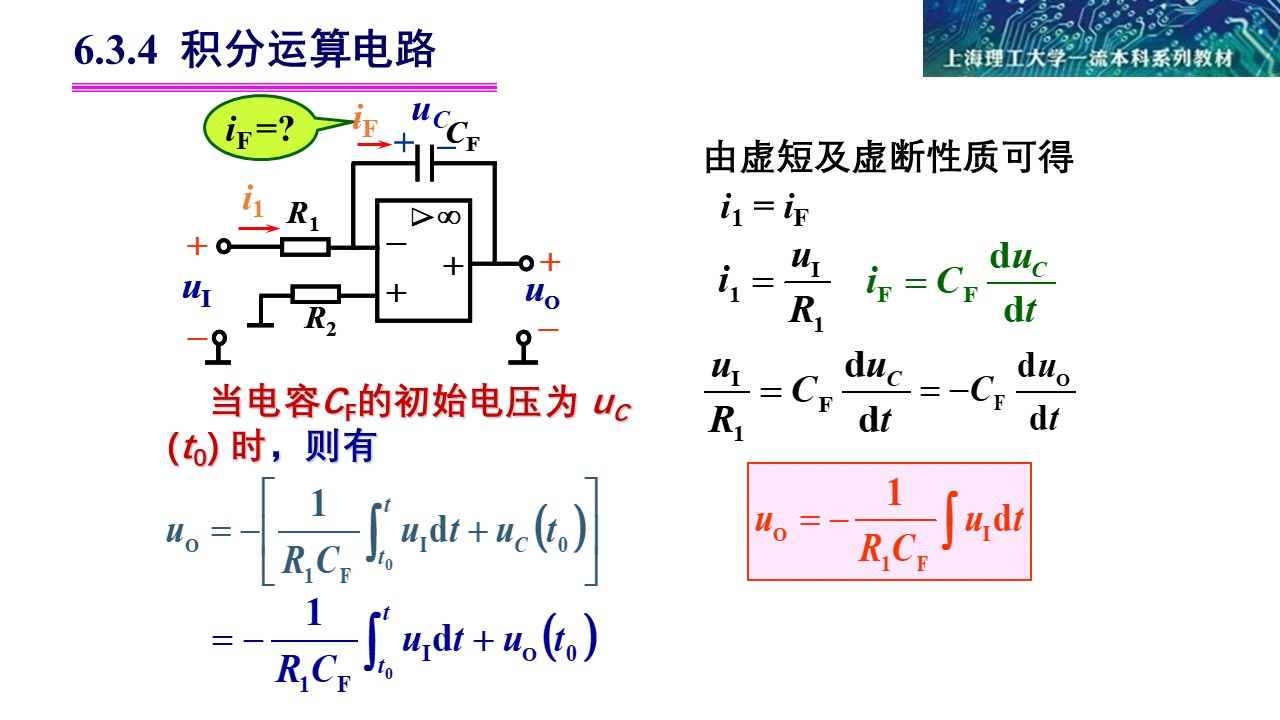 6.3.4 积分运算电路
上海理工大学一流本科系列教材
iF =?
iF
uC
+ −
CF
i1
R1
▷∞
−
+
+
+
uI
−
R2
+
uO
−
由虚短及虚断性质可得
i1 = iF
i1 = uI / R1    iF = CF duC / dt
uI / R1 = CF duC / dt = −CF duO / dt
uO = − 1 / (R1CF) ∫ uI dt
当电容CF的初始电压为 uC
(t0) 时，则有
uO = −[ 1 / (R1CF) ∫t0^t uI dt + uC (t0) ]
= − 1 / (R1CF) ∫t0^t uI dt + uO (t0)